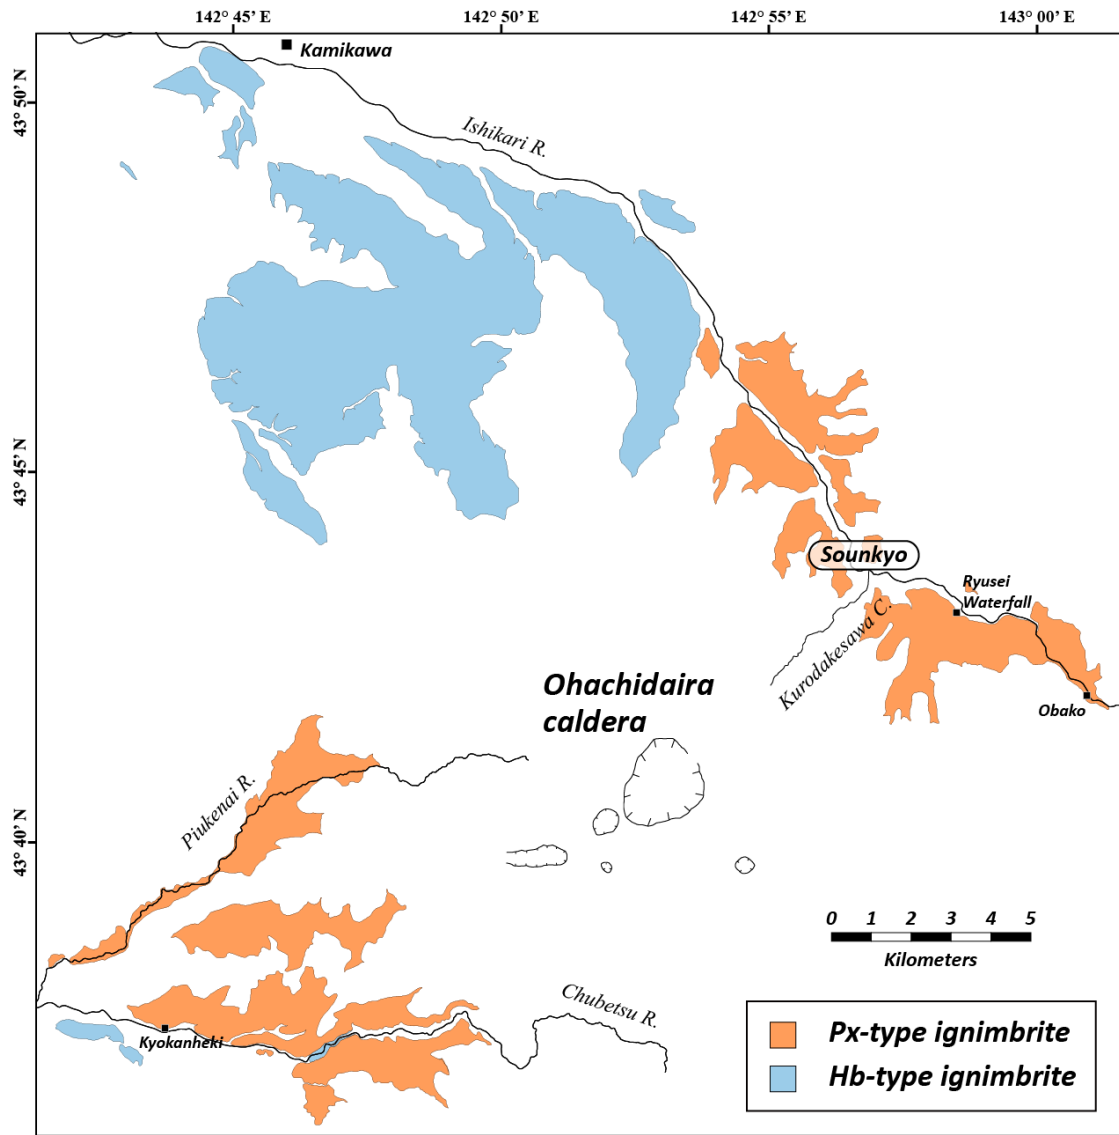 142° 45’ E
142° 50’ E
142° 55’ E
143° 00’ E
43° 50’ N
43° 45’ N
43° 40’ N
Kamikawa
Ishikari R.
Sounkyo
Ryusei
Waterfall
Kurodakesawa C.
Obako
Ohachidaira
caldera
Piukenai R.
0 1 2 3 4 5
Kilometers
Chubetsu R.
Kyokanheki
Px-type ignimbrite
Hb-type ignimbrite